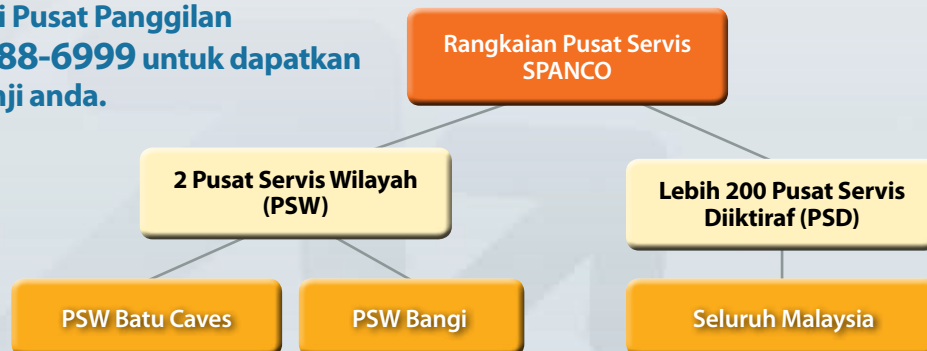 i Pusat Panggilan
88-6999 untuk dapatkan
ji anda.
Rangkaian Pusat Servis
SPANCO
2 Pusat Servis Wilayah
(PSW)
Lebih 200 Pusat Servis
Diiktiraf (PSD)
PSW Batu Caves
PSW Bangi
Seluruh Malaysia